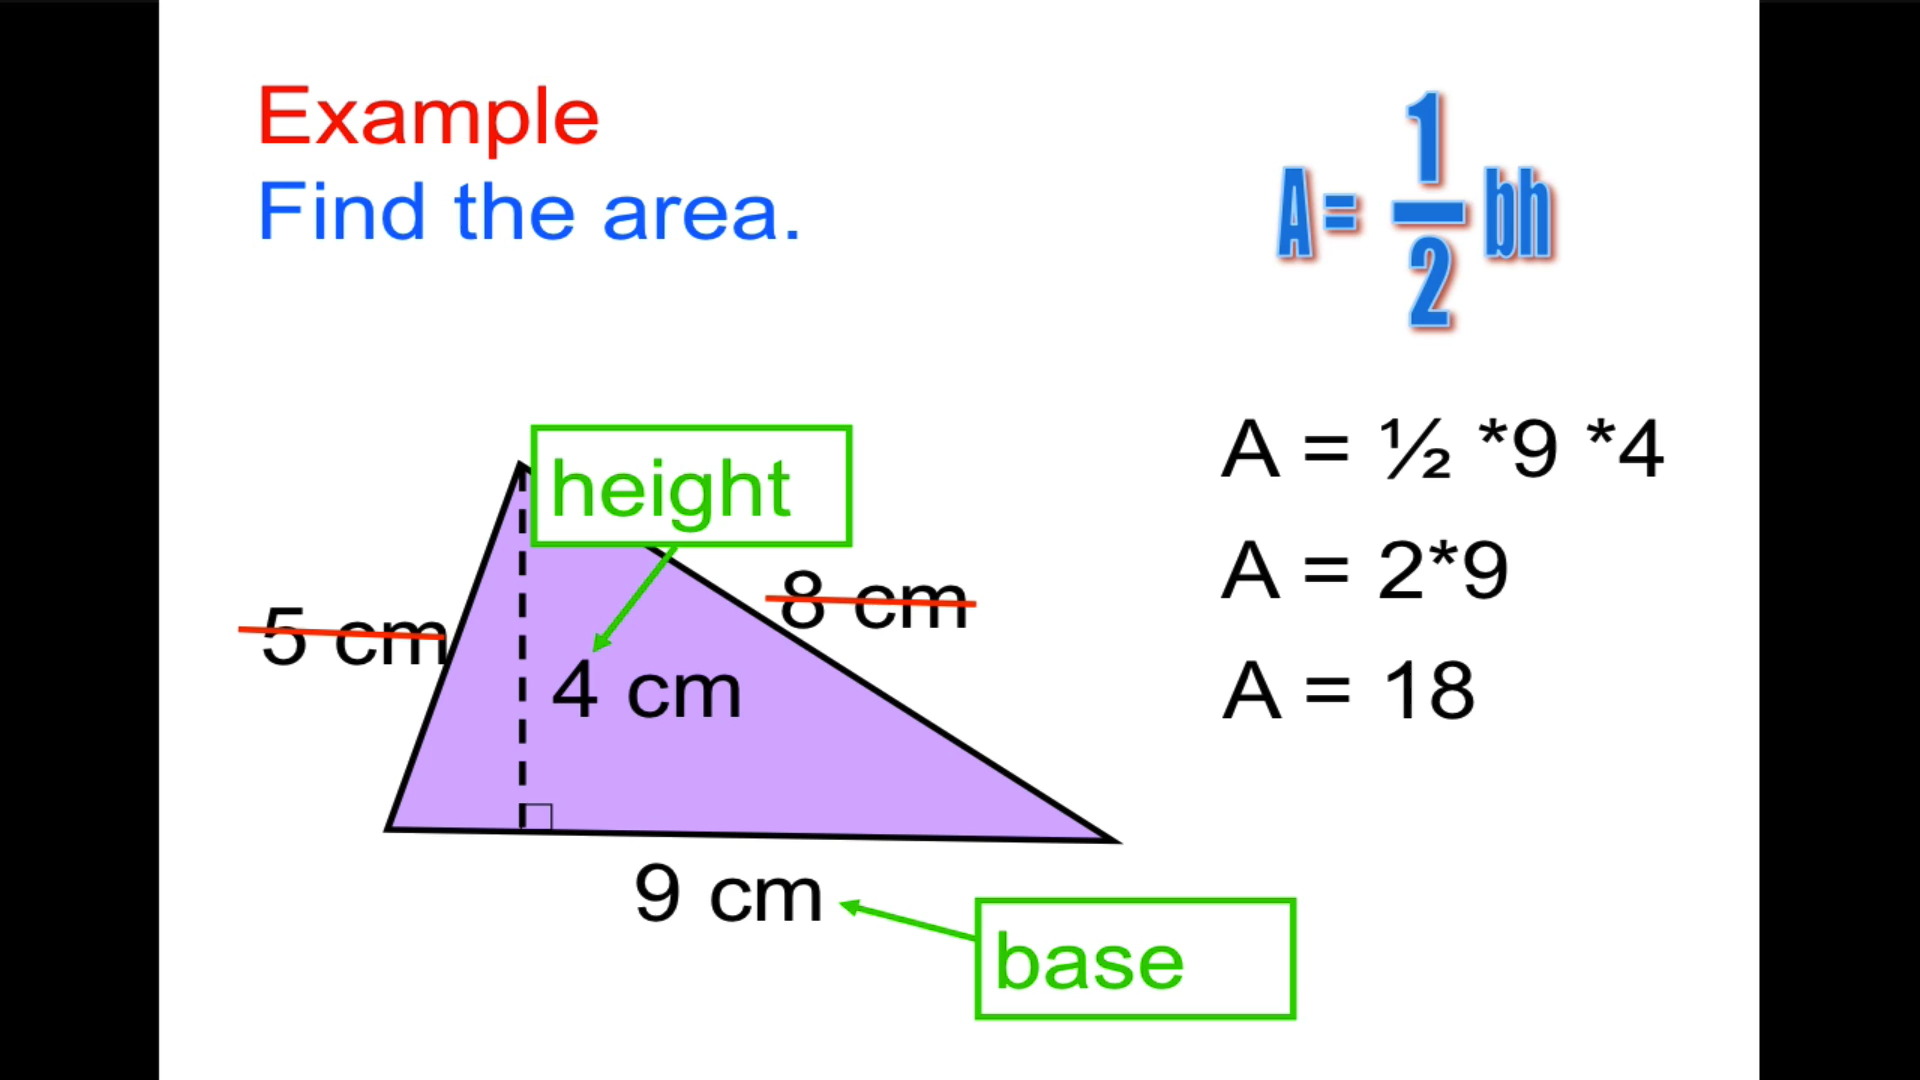 Example
Find the area.
A = 1/2 bh
height
A = ½ *9 *4
8 cm
A = 2*9
5 cm
4 cm
A = 18
9 cm
base